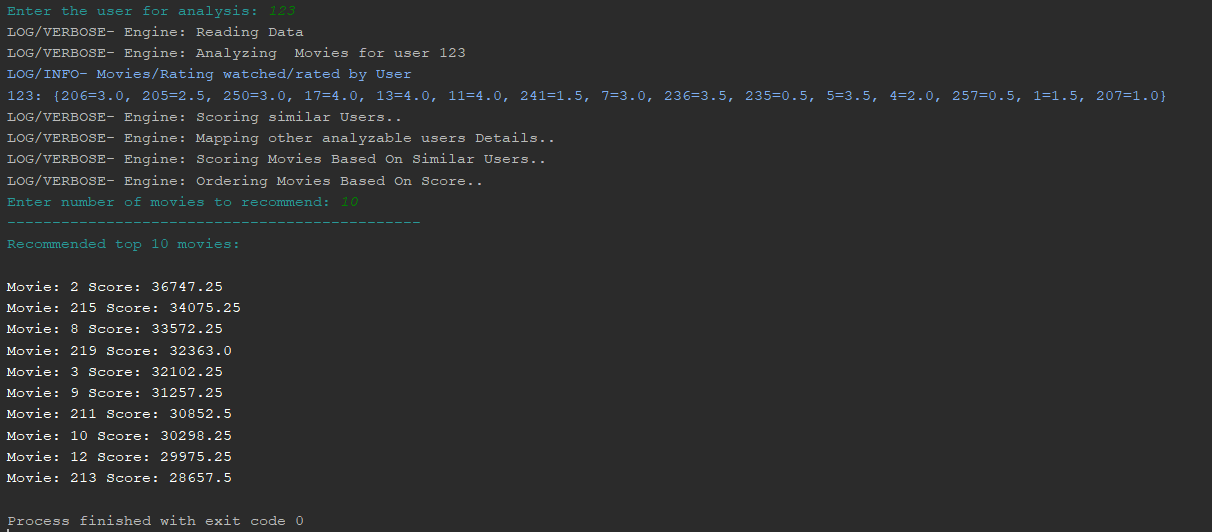 Enter the user for analysis: 123
LOG/VERBOSE- Engine: Reading Data
LOG/VERBOSE- Engine: Analyzing  Movies for user 123
LOG/INFO- Movies/Rating watched/rated by User
123: {206=3.0, 205=2.5, 250=3.0, 17=4.0, 13=4.0, 11=4.0, 241=1.5, 7=3.0, 236=3.5, 235=0.5, 5=3.5, 4=2.0, 257=0.5, 1=1.5, 207=1.0}
LOG/VERBOSE- Engine: Scoring similar Users..
LOG/VERBOSE- Engine: Mapping other analyzable users Details..
LOG/VERBOSE- Engine: Scoring Movies Based On Similar Users..
LOG/VERBOSE- Engine: Ordering Movies Based On Score..
Enter number of movies to recommend: 10
----------------------------------------------
Recommended top 10 movies:
Movie: 2 Score: 36747.25
Movie: 215 Score: 34075.25
Movie: 8 Score: 33572.25
Movie: 219 Score: 32363.0
Movie: 3 Score: 32102.25
Movie: 9 Score: 31257.25
Movie: 211 Score: 30852.5
Movie: 10 Score: 30298.25
Movie: 12 Score: 29975.25
Movie: 213 Score: 28657.5
Process finished with exit code 0